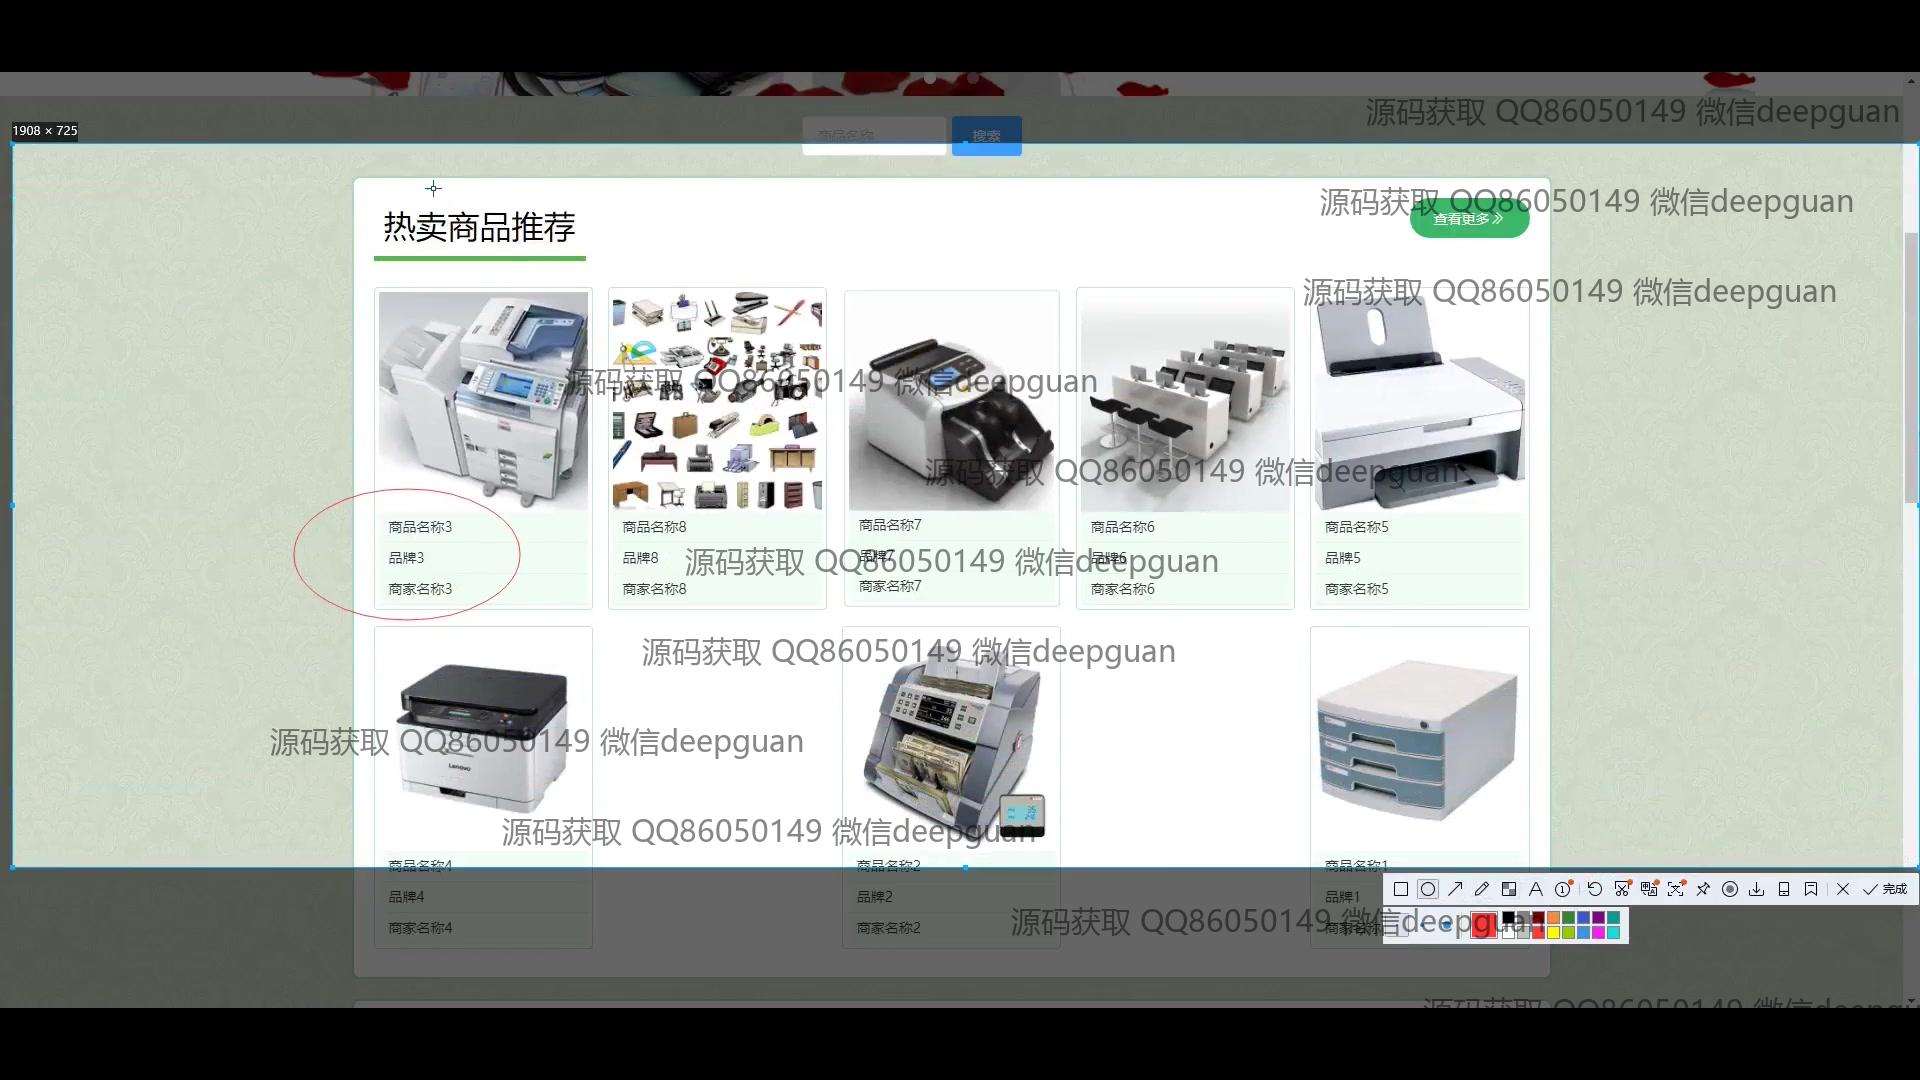 源码获取 QQ86050149 微信deepguan
1908 × 725
商品名称
搜索
源码获取 QQ86050149 微信deepguan
热卖商品推荐
查看更多
源码获取 QQ86050149 微信deepguan
源码获取 QQ86050149 微信deepguan
源码获取 QQ86050149 微信deepguan
商品名称3
商品名称8
商品名称7
商品名称6
商品名称5
品牌3
品牌8
品牌7
品牌6
品牌5
源码获取 QQ86050149 微信deepguan
商家名称3
商家名称8
商家名称7
商家名称6
商家名称5
源码获取 QQ86050149 微信deepguan
源码获取 QQ86050149 微信deepguan
Lenovo
源码获取 QQ86050149 微信deepguan
商品名称4
商品名称2
商品名称1
品牌4
品牌2
品牌1
完成
源码获取 QQ86050149 微信deepguan
商家名称4
商家名称2
源码获取 QQ86050149 微信deepgu